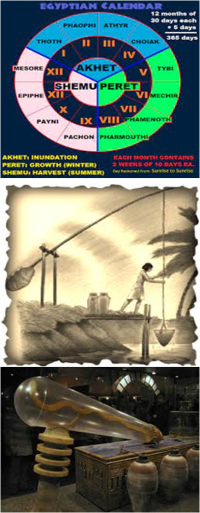 EGYPTIAN CALENDAR
12 months of
30 days each
+ 5 days
365 days
PHAOPHI
ATHYR
THOTH
CHOIAK
MESORE
TYBI
EPIPHE
MECHIR
PAYNI
PHAMENOTH
PACHON
PHARMOUTHI
I
II
III
IV
V
VI
VII
VIII
IX
X
XII
XII
AKHET
SHEMU
PERET
AKHET: INUNDATION
PERET: GROWTH (WINTER)
SHEMU: HARVEST (SUMMER)
EACH MONTH CONTAINS
3 WEEKS OF 10 DAYS EA.
Day Reckoned from: Sunrise to Sunrise